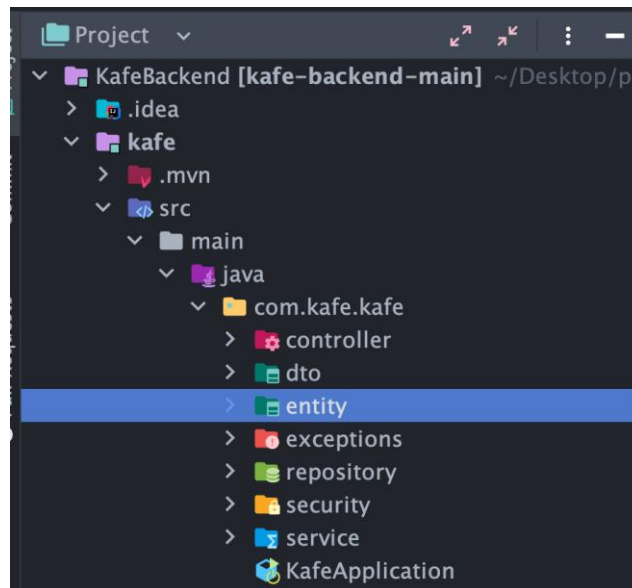 Project
KafeBackend [kafe-backend-main] ~/Desktop/p
.idea
kafe
.mvn
src
main
java
com.kafe.kafe
controller
dto
entity
exceptions
repository
security
service
KafeApplication